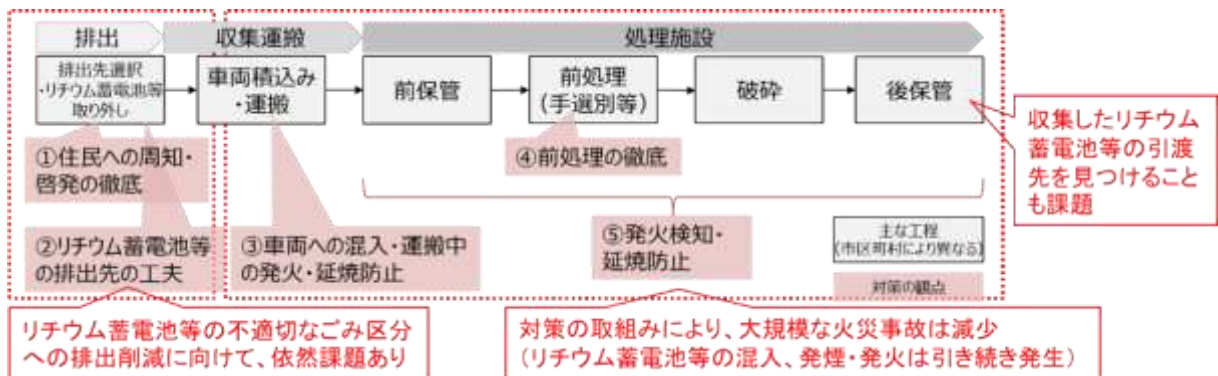 排出
収集運搬
処理施設
排出先選択
・リチウム蓄電池等
取り外し
車両積込み
・運搬
前保管
前処理
(手選別等)
破砕
後保管
①住民への周知・
啓発の徹底
②リチウム蓄電池等
の排出先の工夫
③車両への混入・運搬中
の発火・延焼防止
④前処理の徹底
⑤発火検知・
延焼防止
主な工程
(市区町村により異なる)
対策の観点
収集したリチウム
蓄電池等の引渡
先を見つけること
も課題
リチウム蓄電池等の不適切なごみ区分
への排出削減に向けて、依然課題あり
対策の取組みにより、大規模な火災事故は減少
(リチウム蓄電池等の混入、発煙・発火は引き続き発生)